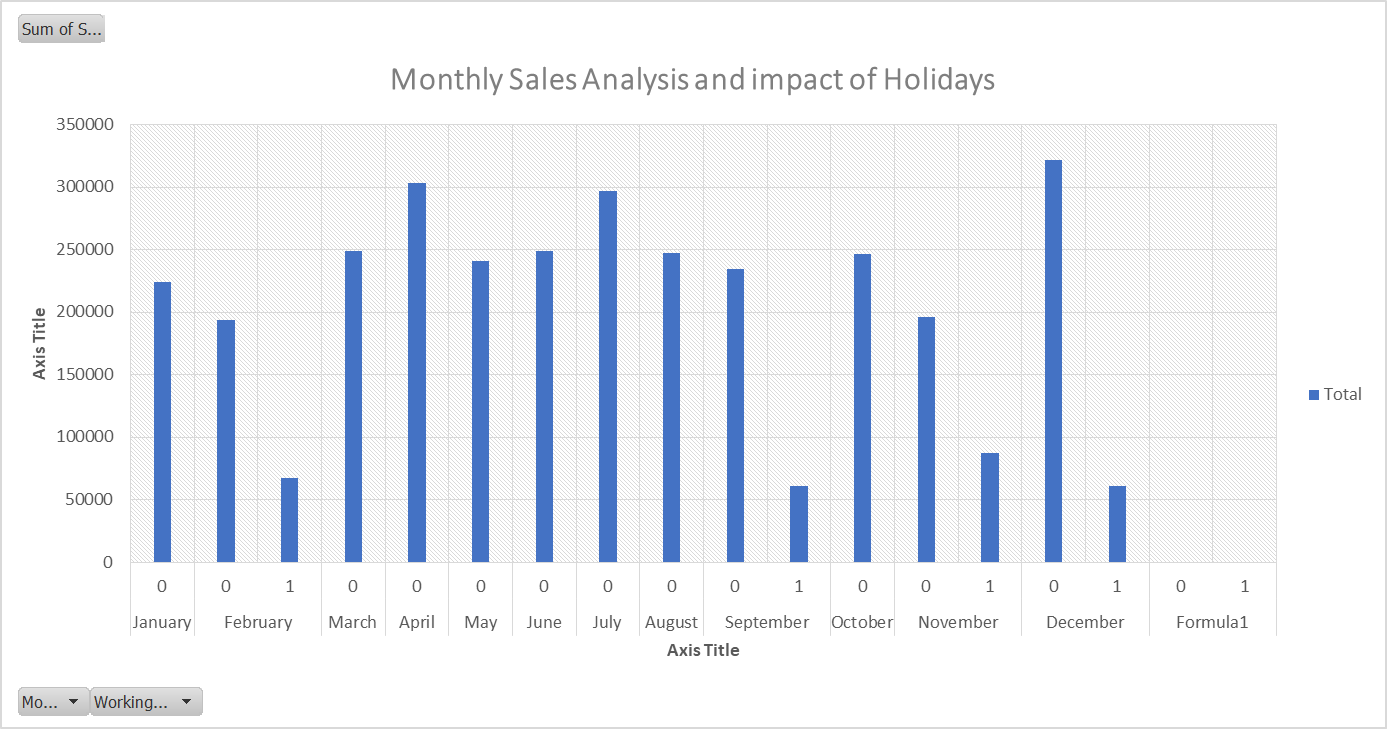 Sum of S...
Monthly Sales Analysis and impact of Holidays
350000
300000
250000
200000
150000
100000
50000
0
Axis Title
Total
0 0 1 0 0 0 0 0 0 0 1 0 0 1 0 1 0 1
January February March April May June July August September October November December Formula1
Axis Title
Mo... Working...